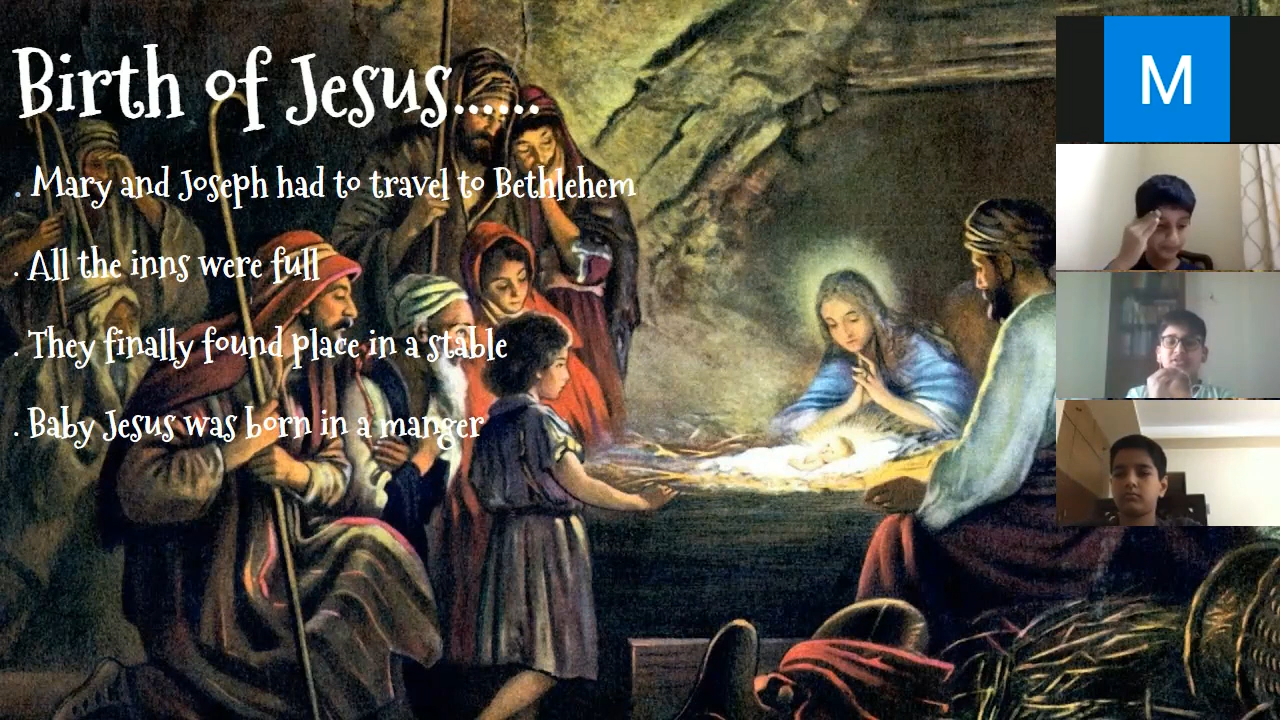 Birth of Jesus......
. Mary and Joseph had to travel to Bethlehem
. All the inns were full
. They finally found place in a stable
. Baby Jesus was born in a manger
M